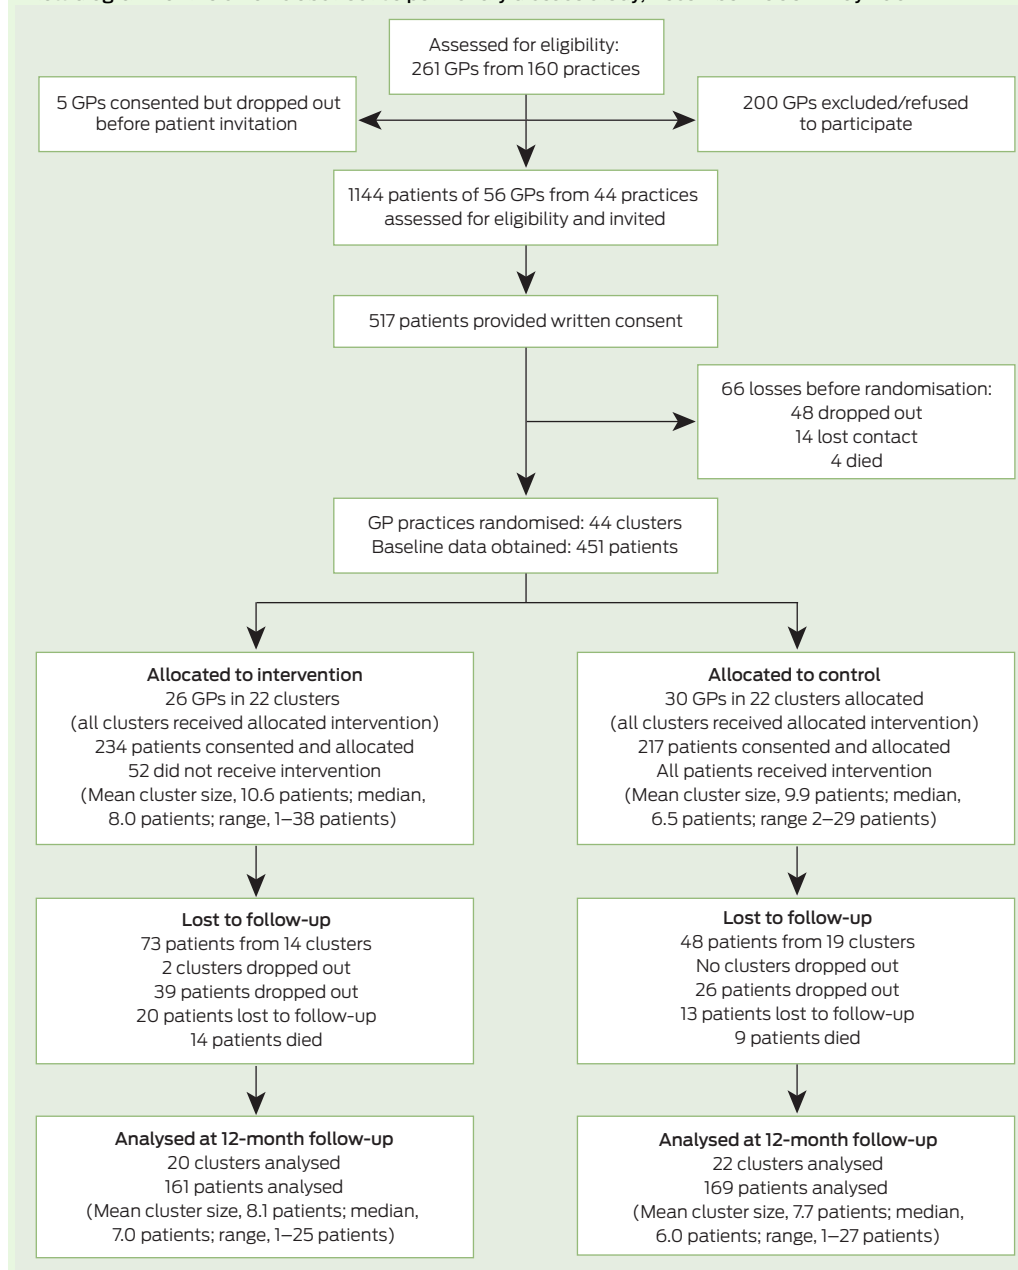 Assessed for eligibility:
261 GPs from 160 practices
5 GPs consented but dropped out
before patient invitation
200 GPs excluded/refused
to participate
1144 patients of 56 GPs from 44 practices
assessed for eligibility and invited
517 patients provided written consent
66 losses before randomisation:
48 dropped out
14 lost contact
4 died
GP practices randomised: 44 clusters
Baseline data obtained: 451 patients
Allocated to intervention
26 GPs in 22 clusters
(all clusters received allocated intervention)
234 patients consented and allocated
52 did not receive intervention
(Mean cluster size, 10.6 patients; median,
8.0 patients; range, 1–38 patients)
Allocated to control
30 GPs in 22 clusters allocated
(all clusters received allocated intervention)
217 patients consented and allocated
All patients received intervention
(Mean cluster size, 9.9 patients; median,
6.5 patients; range 2–29 patients)
Lost to follow-up
73 patients from 14 clusters
2 clusters dropped out
39 patients dropped out
20 patients lost to follow-up
14 patients died
Lost to follow-up
48 patients from 19 clusters
No clusters dropped out
26 patients dropped out
13 patients lost to follow-up
9 patients died
Analysed at 12-month follow-up
20 clusters analysed
161 patients analysed
(Mean cluster size, 8.1 patients; median,
7.0 patients; range, 1–25 patients)
Analysed at 12-month follow-up
22 clusters analysed
169 patients analysed
(Mean cluster size, 7.7 patients; median,
6.0 patients; range, 1–27 patients)